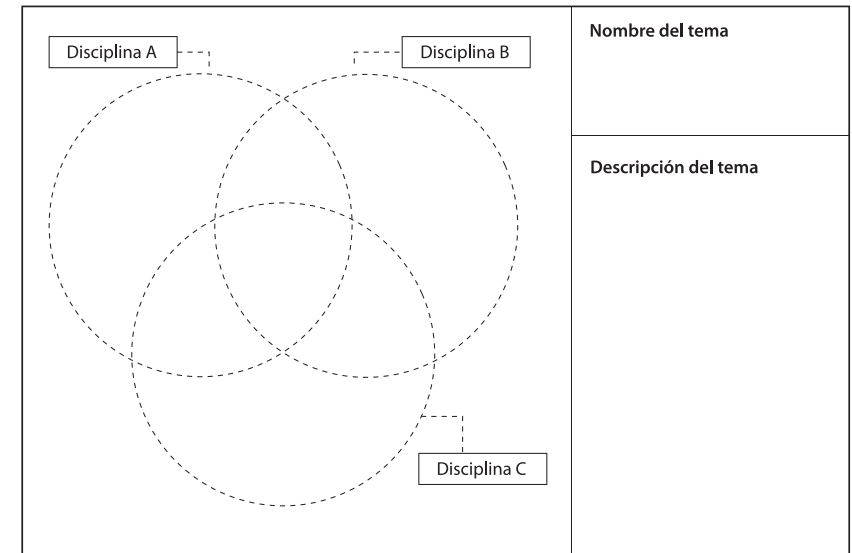 Disciplina A
Disciplina B
Disciplina C
Nombre del tema
Descripción del tema